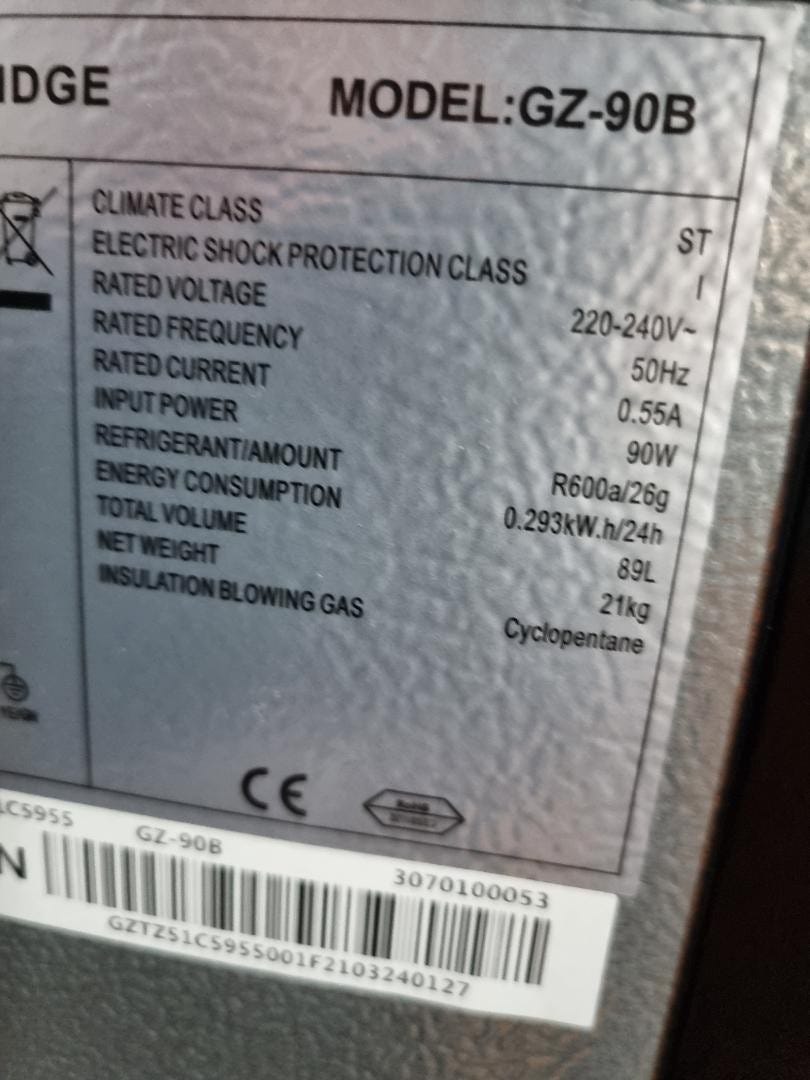 IDGE
MODEL:GZ-90B
CLIMATE CLASS ST
ELECTRIC SHOCK PROTECTION CLASS I
RATED VOLTAGE 220-240V~
RATED FREQUENCY 50Hz
RATED CURRENT 0.55A
INPUT POWER 90W
REFRIGERANT/AMOUNT R600a/26g
ENERGY CONSUMPTION 0.293kW.h/24h
TOTAL VOLUME 89L
NET WEIGHT 21kg
INSULATION BLOWING GAS Cyclopentane
CE
RoHS
1C5955 GZ-90B 3070100053
N
GZTZ51C5955001F2103240127